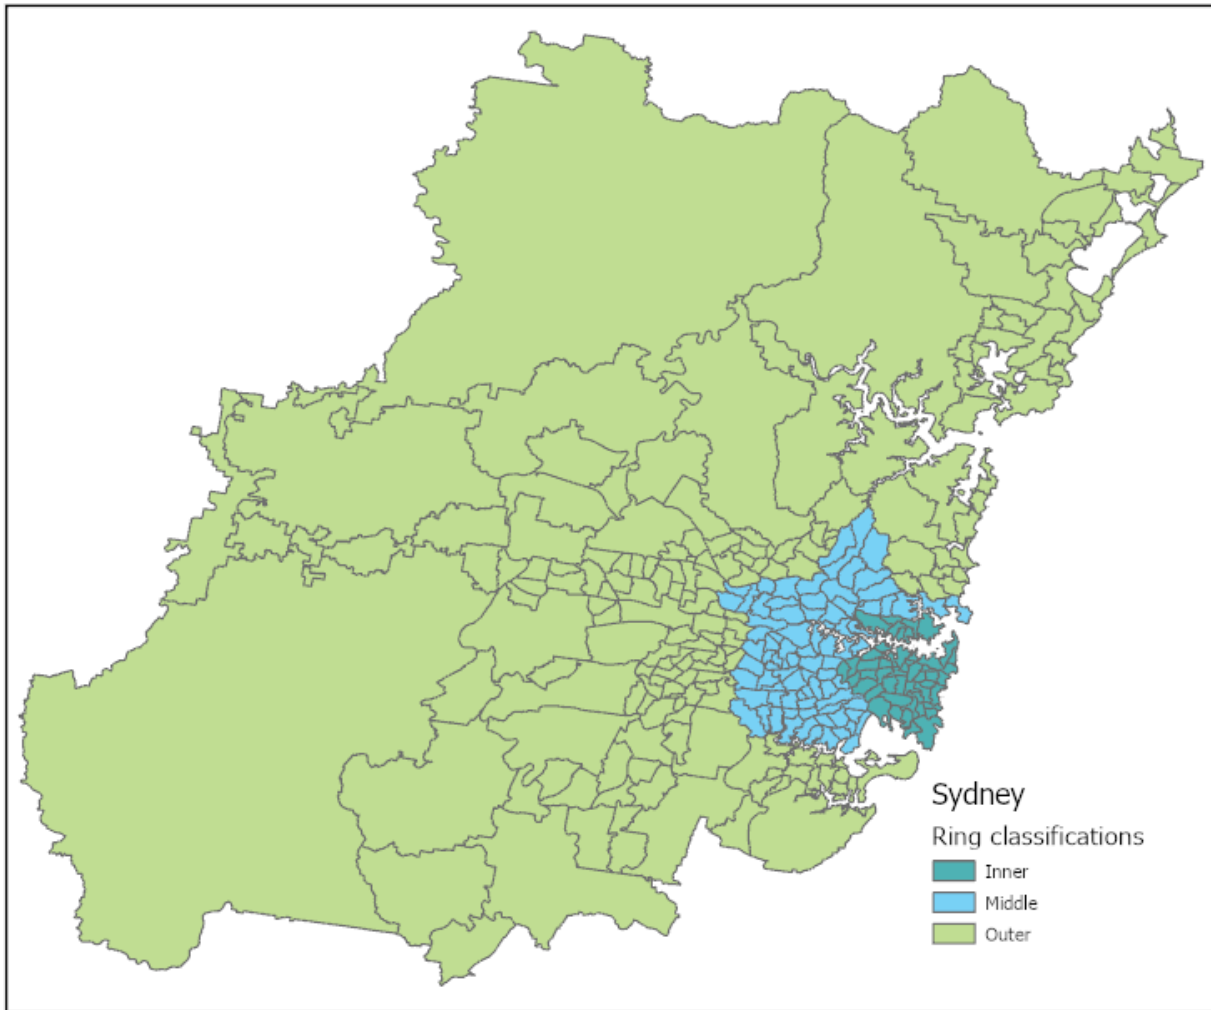 Sydney
Ring classifications
Inner
Middle
Outer